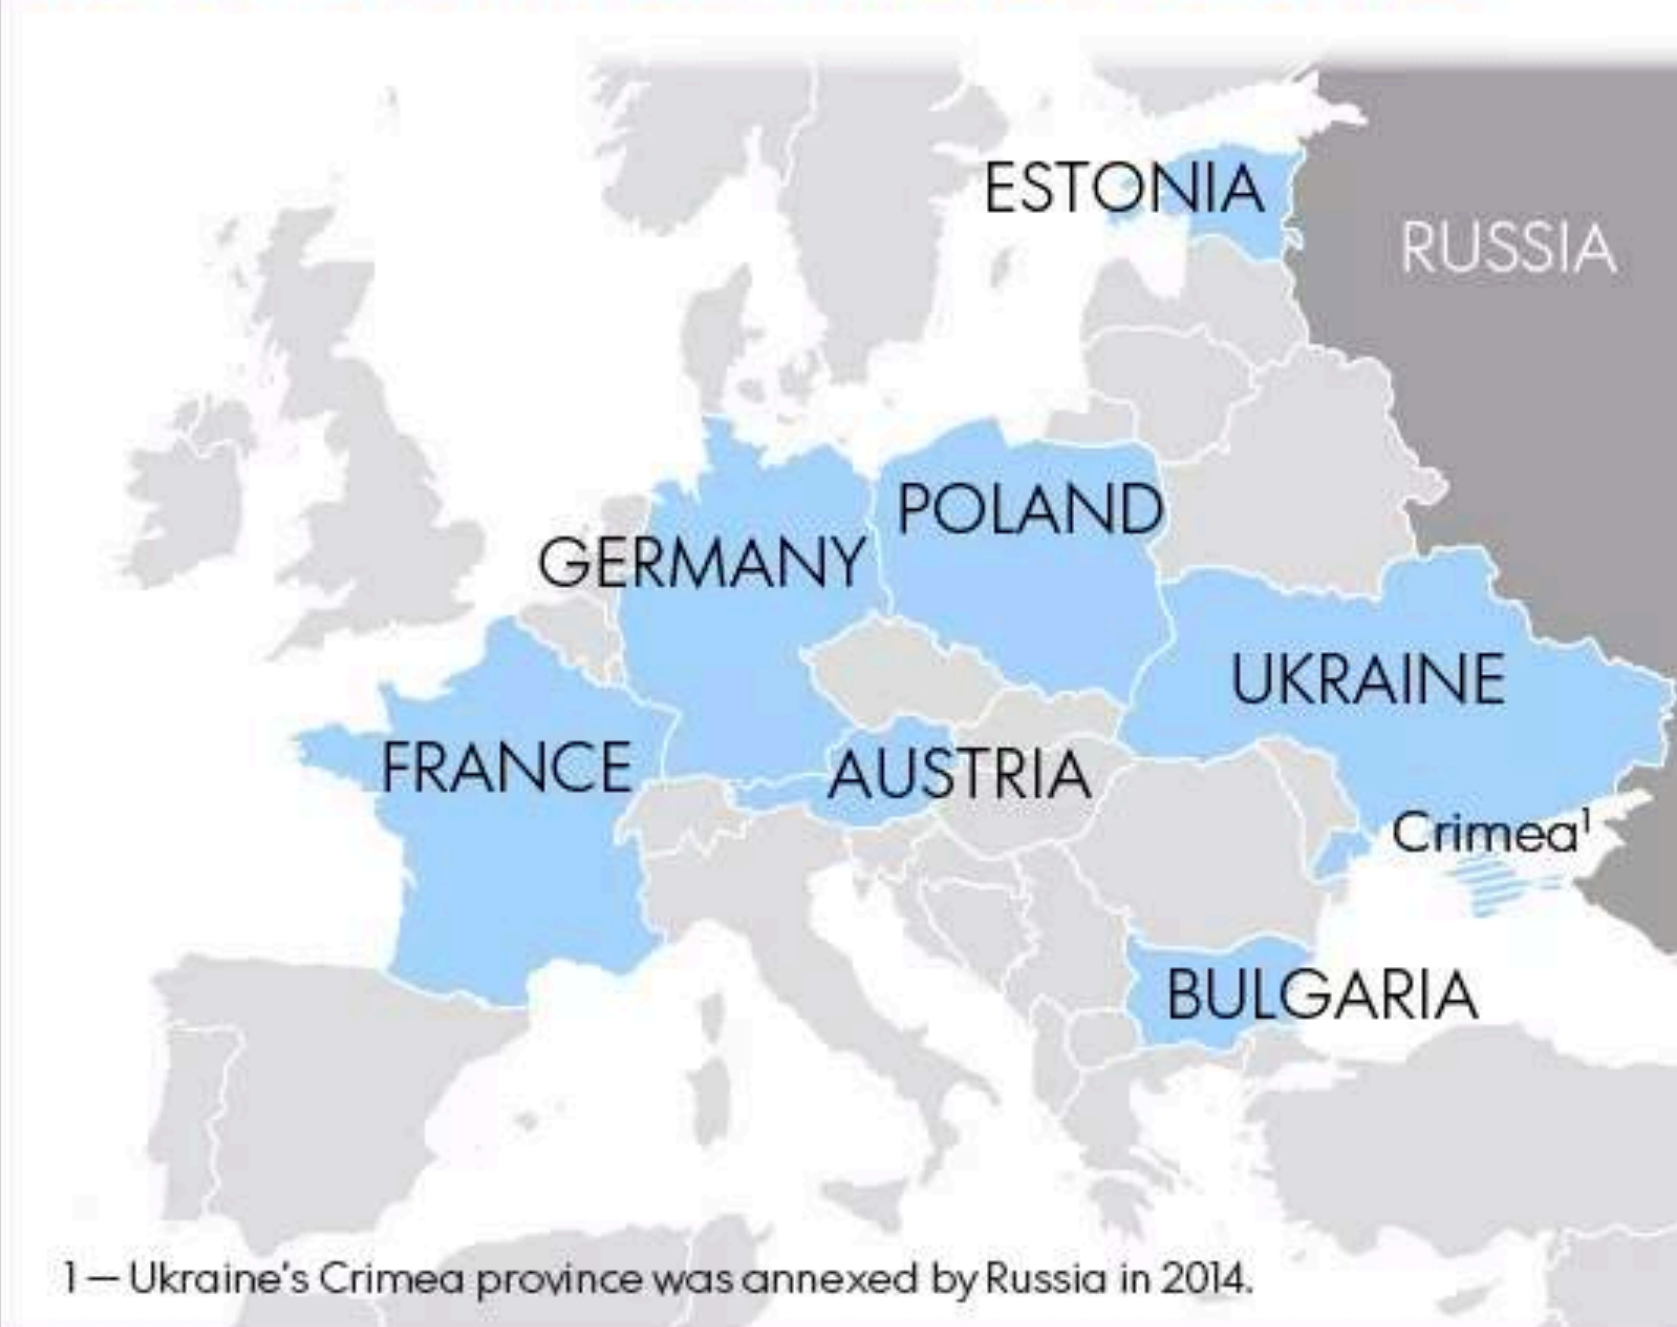 ESTONIA
RUSSIA
POLAND
GERMANY
UKRAINE
FRANCE
AUSTRIA
Crimea¹
BULGARIA
1 — Ukraine's Crimea province was annexed by Russia in 2014.